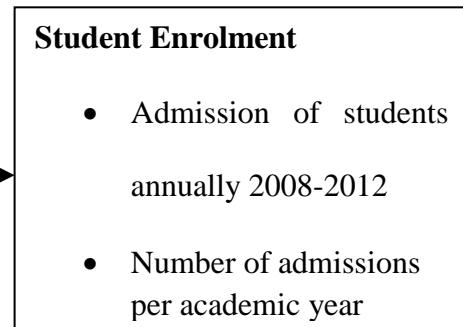 Student Enrolment
• Admission of students
annually 2008-2012
• Number of admissions
per academic year